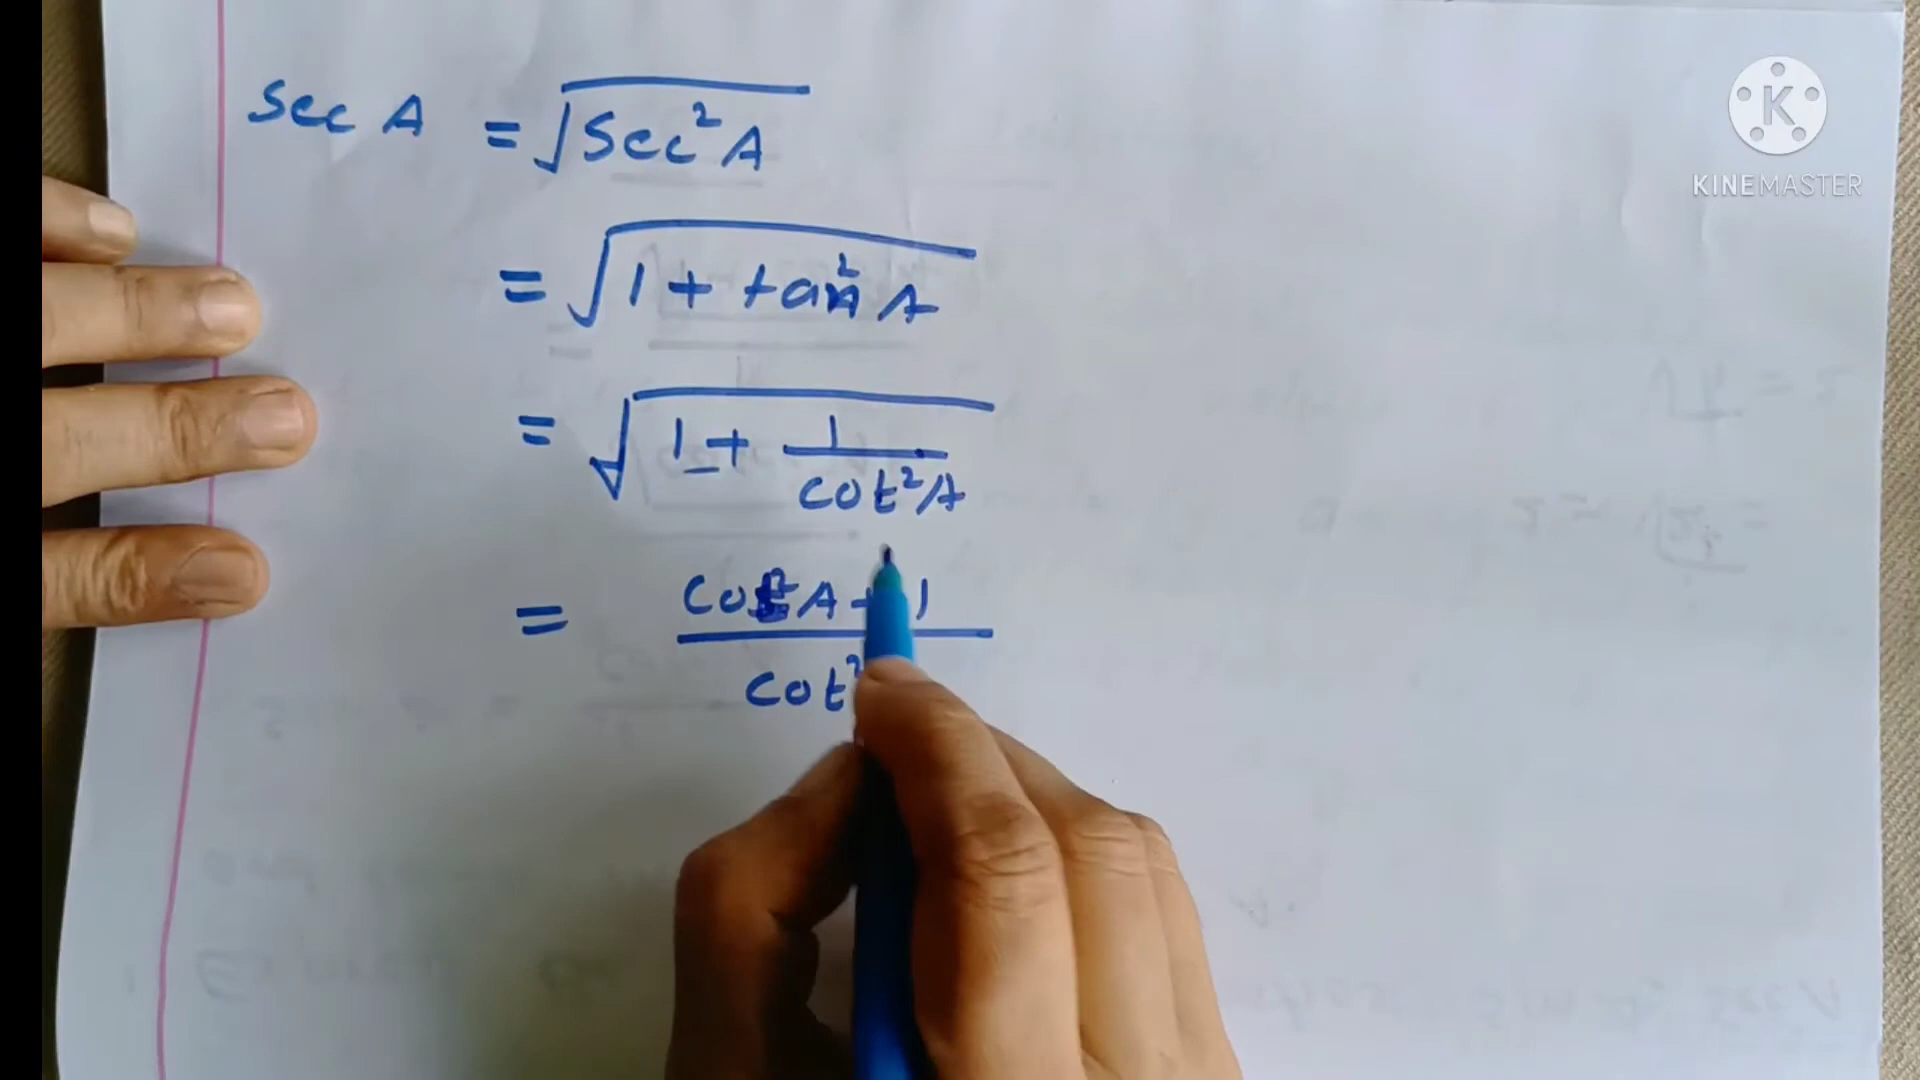 Sec A = √Sec²A
= √1 + tan²A
= √1 + 1/cot²A
= cot²A + 1/cot²
KINEMASTER